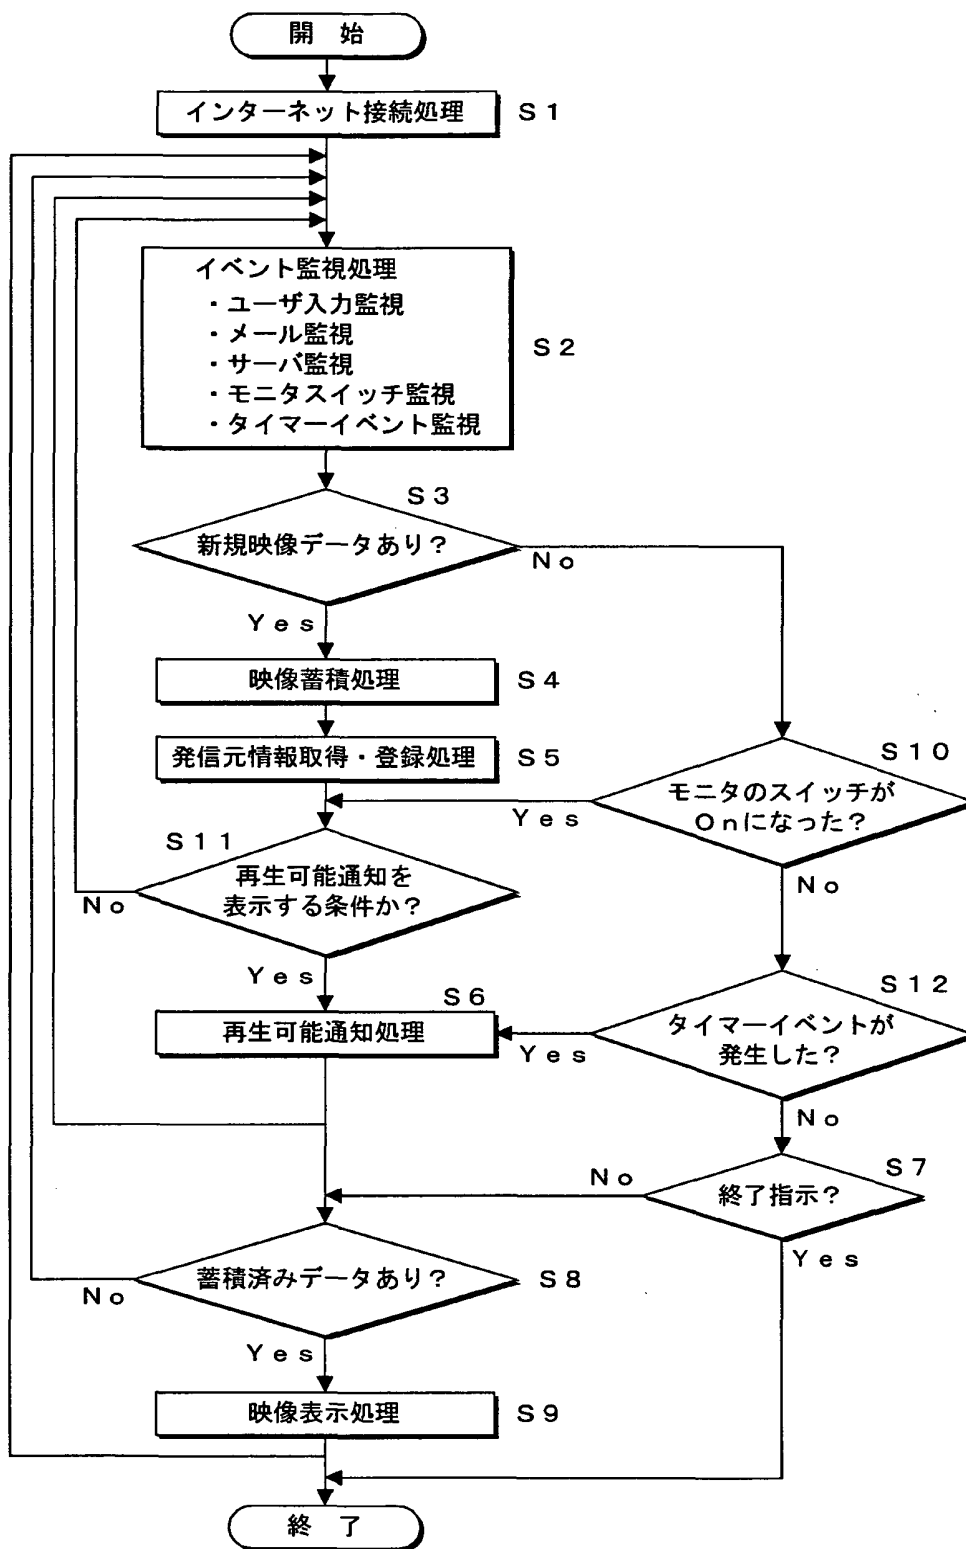 開　始
インターネット接続処理
Ｓ１
イベント監視処理
・ユーザ入力監視
・メール監視
・サーバ監視
・モニタスイッチ監視
・タイマーイベント監視
Ｓ２
Ｓ３
新規映像データあり？
Ｎｏ
Ｙｅｓ
映像蓄積処理
Ｓ４
発信元情報取得・登録処理
Ｓ５
Ｓ１０
モニタのスイッチが
Ｏｎになった？
Ｙｅｓ
Ｎｏ
Ｓ１１
再生可能通知を
表示する条件か？
Ｎｏ
Ｙｅｓ
Ｓ６
再生可能通知処理
Ｓ１２
タイマーイベントが
発生した？
Ｙｅｓ
Ｎｏ
Ｓ７
終了指示？
Ｎｏ
Ｙｅｓ
蓄積済みデータあり？
Ｓ８
Ｎｏ
Ｙｅｓ
映像表示処理
Ｓ９
終　了